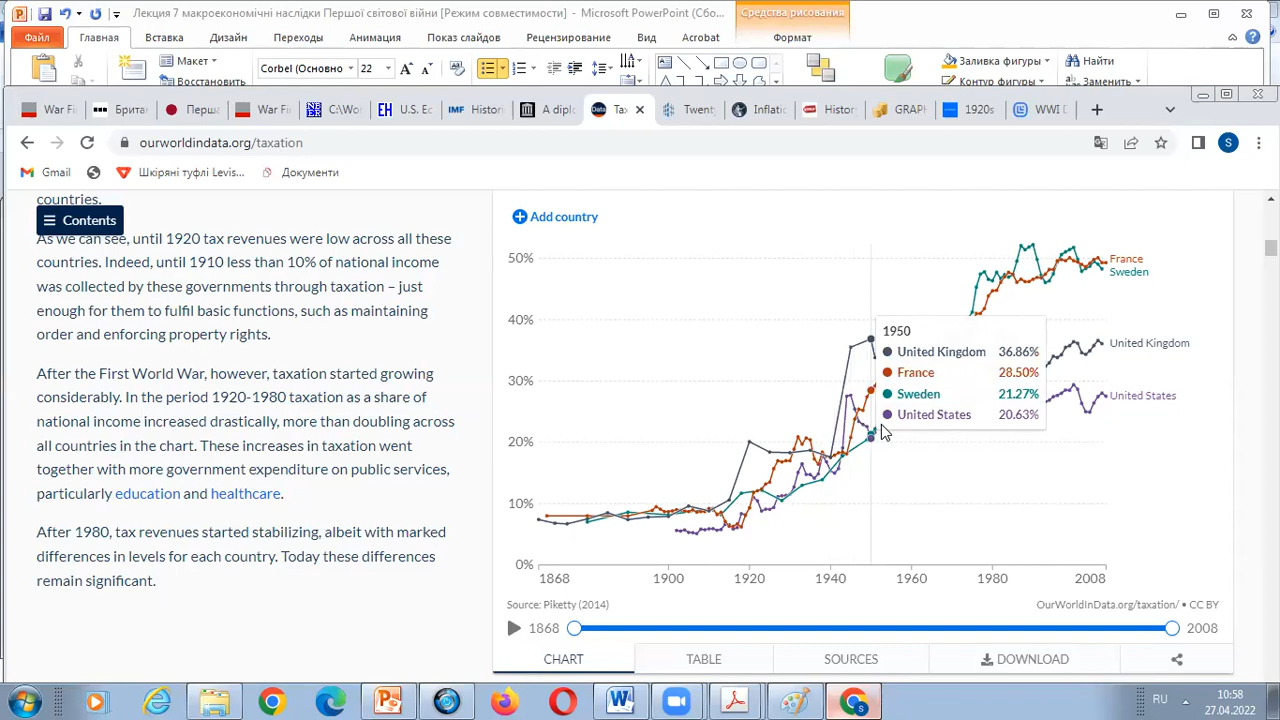 Лекция 7 макроекономічні наслідки Першої світової війни [Режим совместимости] - Microsoft PowerPoint (Сбо...
Средства рисования
Файл
Главная
Вставка
Дизайн
Переходы
Анимация
Показ слайдов
Рецензирование
Вид
Acrobat
Формат
Макет
Восстановить
Corbel (Основно
22
Заливка фигуры
Контур фигуры
Найти
Заменить
War Fi
Брита
Перша
War Fi
C:\Wo
U.S. Ec
Histori
A dipl
Tax
Twent
Inflatio
Histor
GRAPH
1920s
WWI D
ourworldindata.org/taxation
Gmail
Шкіряні туфлі Levis...
Документи
countries.
Contents
As we can see, until 1920 tax revenues were low across all these
countries. Indeed, until 1910 less than 10% of national income
was collected by these governments through taxation – just
enough for them to fulfil basic functions, such as maintaining
order and enforcing property rights.
After the First World War, however, taxation started growing
considerably. In the period 1920-1980 taxation as a share of
national income increased drastically, more than doubling across
all countries in the chart. These increases in taxation went
together with more government expenditure on public services,
particularly education and healthcare.
After 1980, tax revenues started stabilizing, albeit with marked
differences in levels for each country. Today these differences
remain significant.
Add country
50%
40%
30%
20%
10%
0%
France
Sweden
United Kingdom
United States
1950
United Kingdom 36.86%
France 28.50%
Sweden 21.27%
United States 20.63%
1868 1900 1920 1940 1960 1980 2008
Source: Piketty (2014)
OurWorldInData.org/taxation/ • CC BY
1868
2008
CHART
TABLE
SOURCES
DOWNLOAD
RU
10:58
27.04.2022